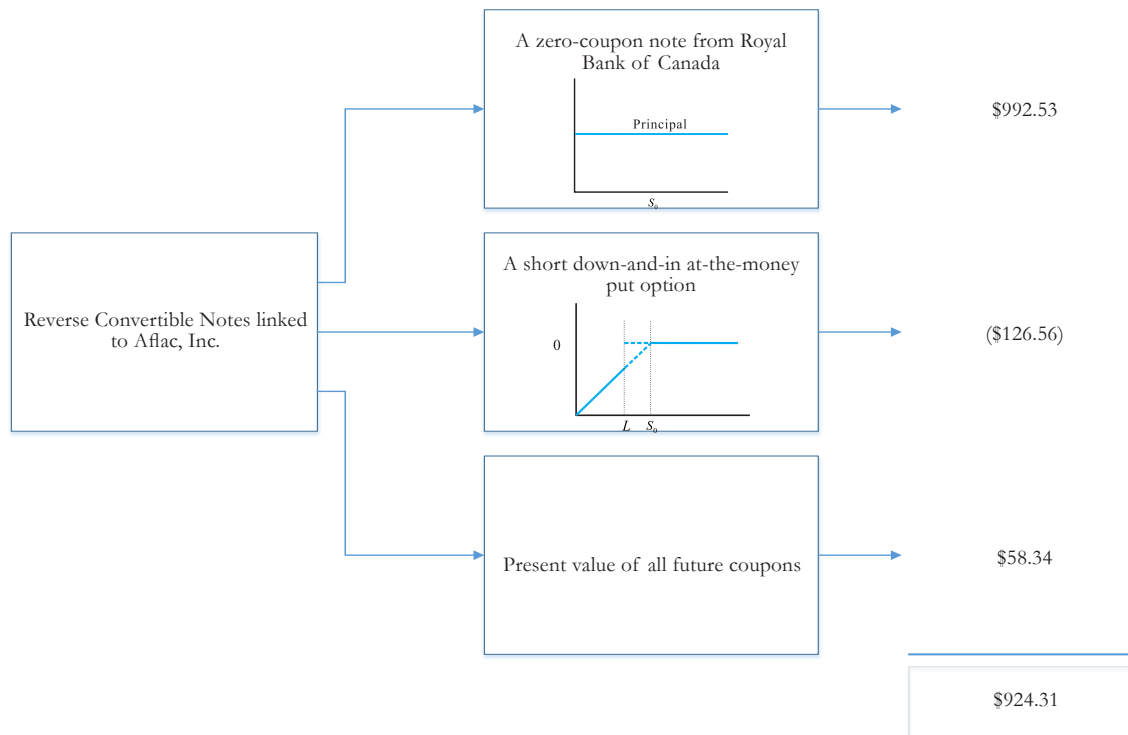 A zero-coupon note from Royal
Bank of Canada
Principal
S₀
$992.53
Reverse Convertible Notes linked
to Aflac, Inc.
A short down-and-in at-the-money
put option
0
L S₀
($126.56)
Present value of all future coupons
$58.34
$924.31